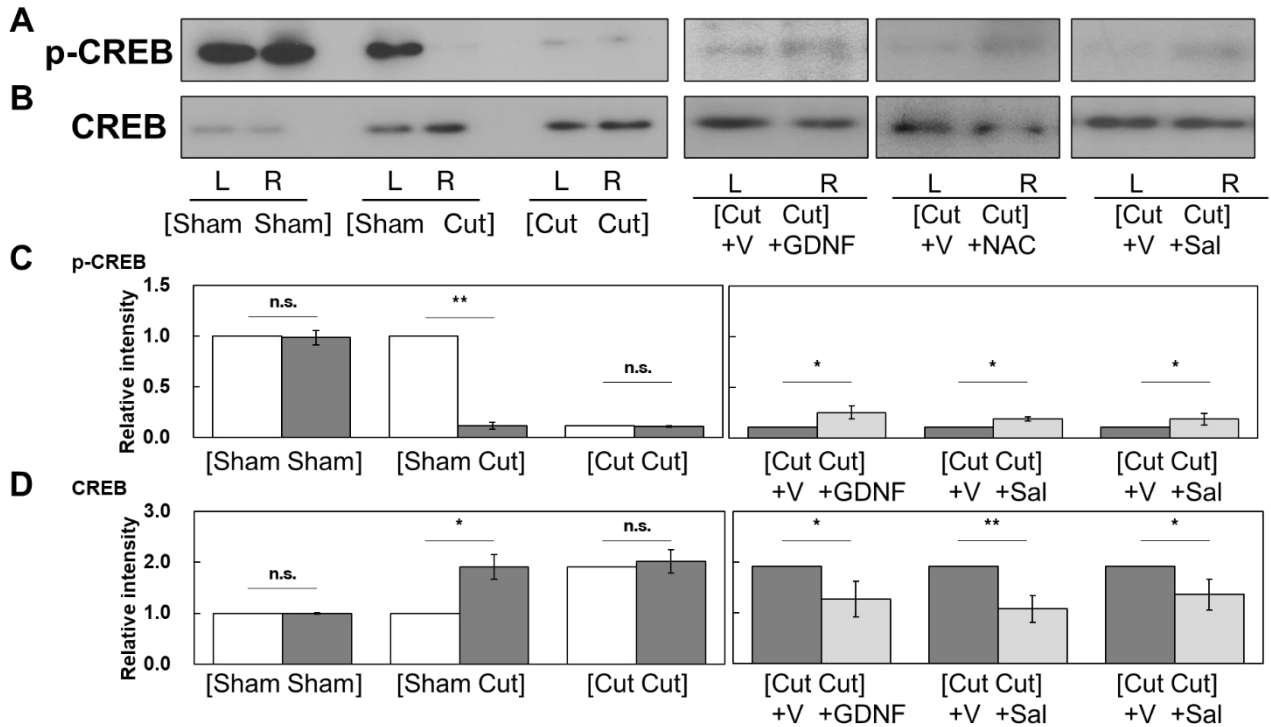 A
p-CREB
B
CREB
L R L R L R L R L R L R
[Sham Sham] [Sham Cut] [Cut Cut] [Cut Cut] [Cut Cut] [Cut Cut]
+V +GDNF +V +NAC +V +Sal
C p-CREB
Relative intensity
1.5
1.0
0.5
0.0
n.s. ** n.s. * * *
[Sham Sham] [Sham Cut] [Cut Cut] [Cut Cut] [Cut Cut] [Cut Cut]
+V +GDNF +V +Sal +V +Sal
D CREB
Relative intensity
3.0
2.0
1.0
0.0
n.s. * n.s. * ** *
[Sham Sham] [Sham Cut] [Cut Cut] [Cut Cut] [Cut Cut] [Cut Cut]
+V +GDNF +V +Sal +V +Sal